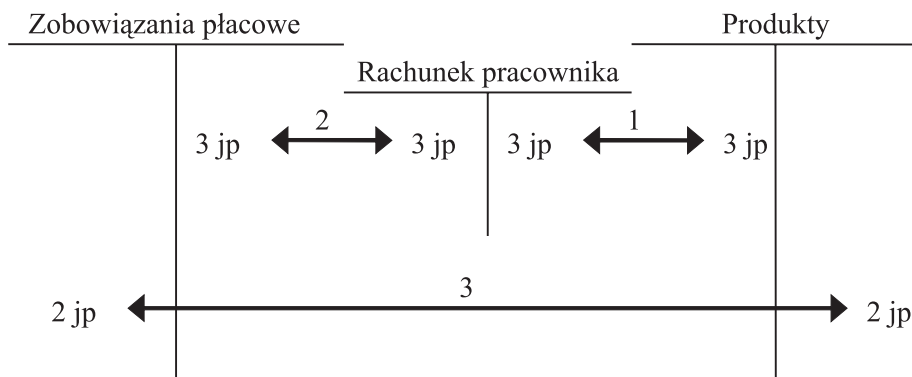 Zobowiązania płacowe Produkty
Rachunek pracownika
3 jp 2 3 jp 3 jp 1 3 jp
3
2 jp 2 jp